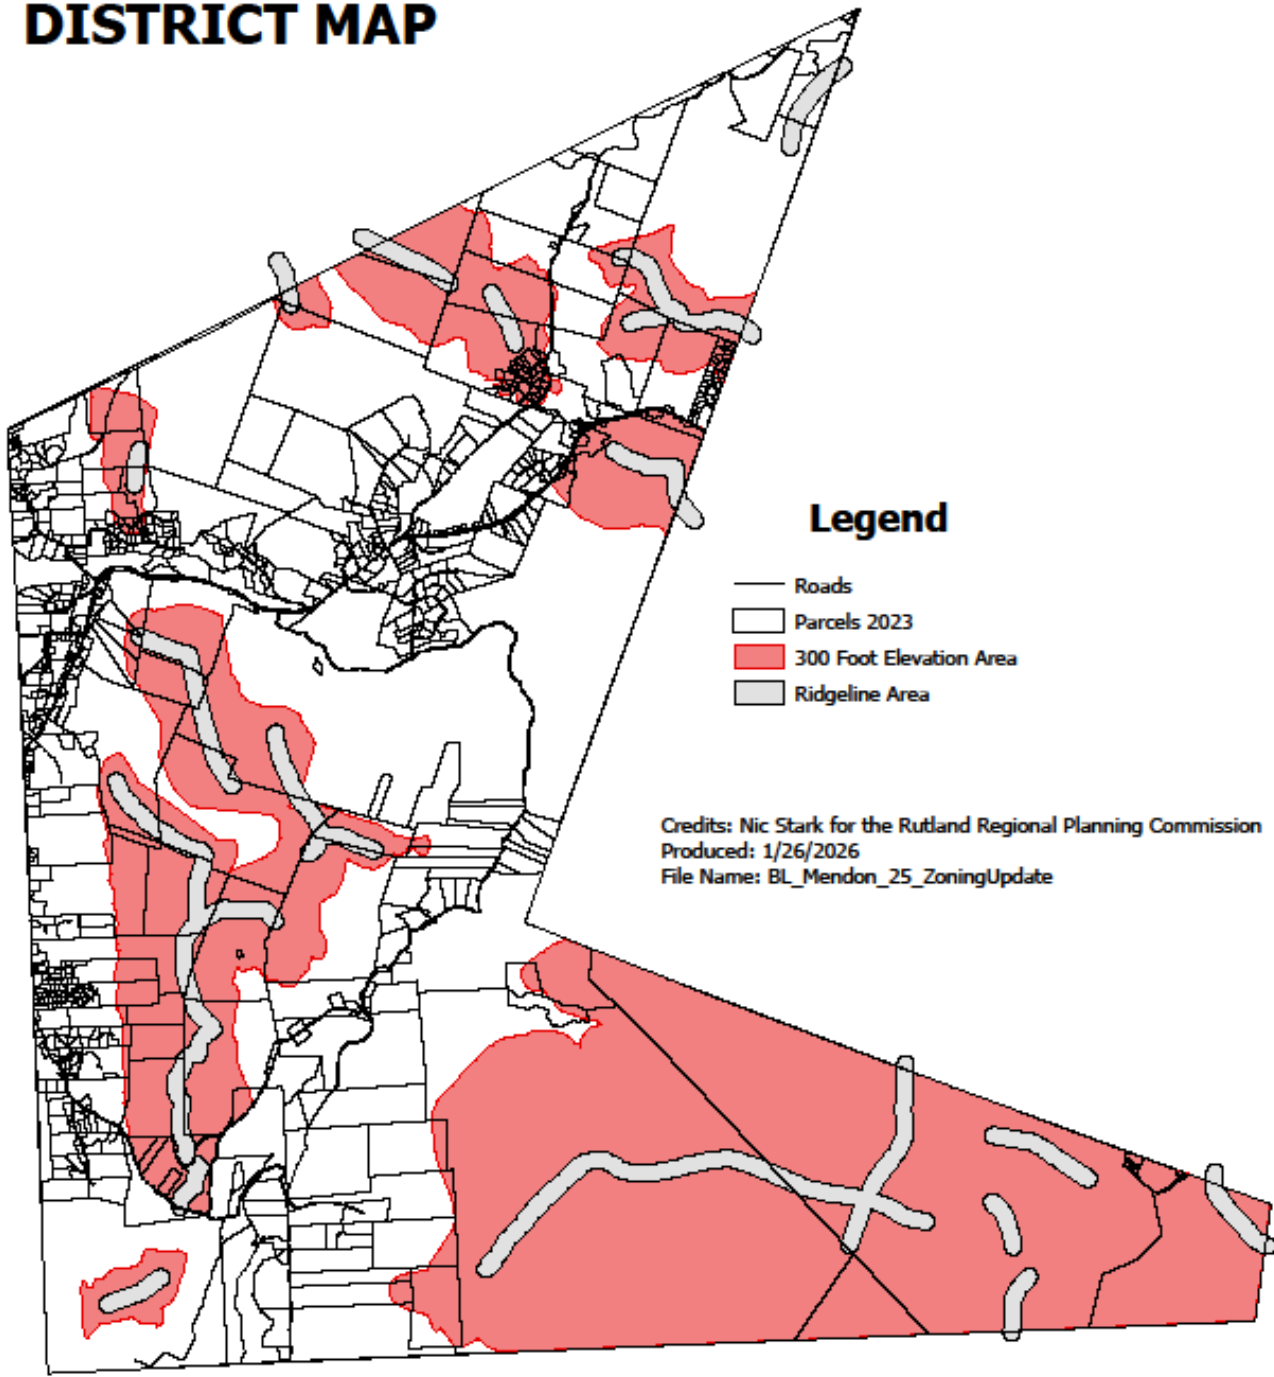 DISTRICT MAP
Legend
Roads
Parcels 2023
300 Foot Elevation Area
Ridgeline Area
Credits: Nic Stark for the Rutland Regional Planning Commission
Produced: 1/26/2026
File Name: BL_Mendon_25_ZoningUpdate